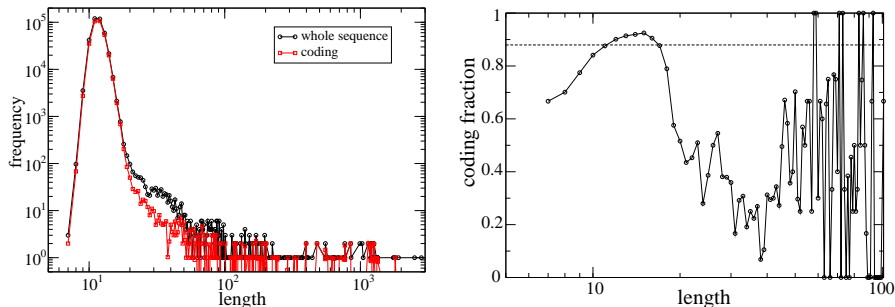 frequency
10^5
10^4
10^3
10^2
10^1
10^0
10^1
10^2
10^3
length
whole sequence
coding
coding fraction
1
0.8
0.6
0.4
0.2
0
10
100
length